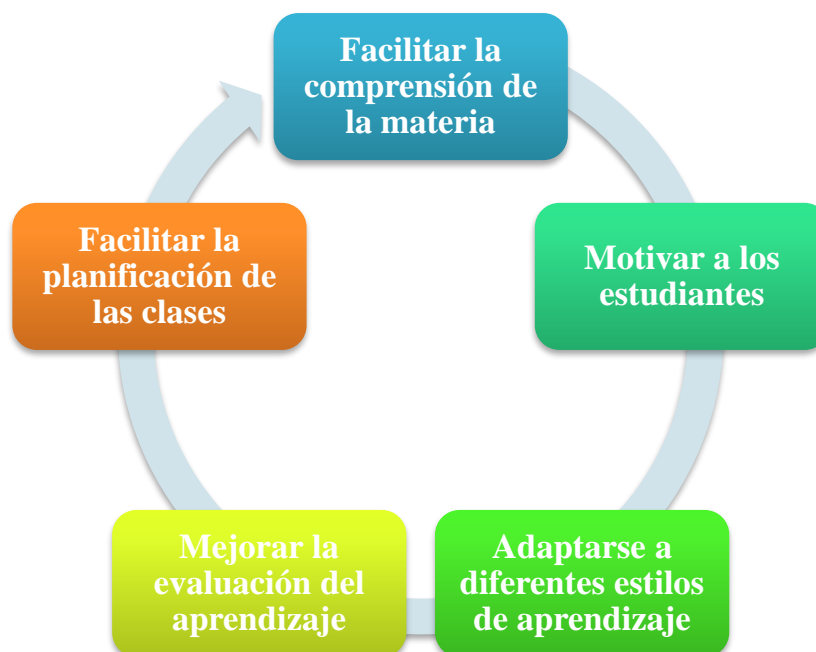 Facilitar la
comprensión de
la materia
Motivar a los
estudiantes
Adaptarse a
diferentes estilos
de aprendizaje
Mejorar la
evaluación del
aprendizaje
Facilitar la
planificación de
las clases